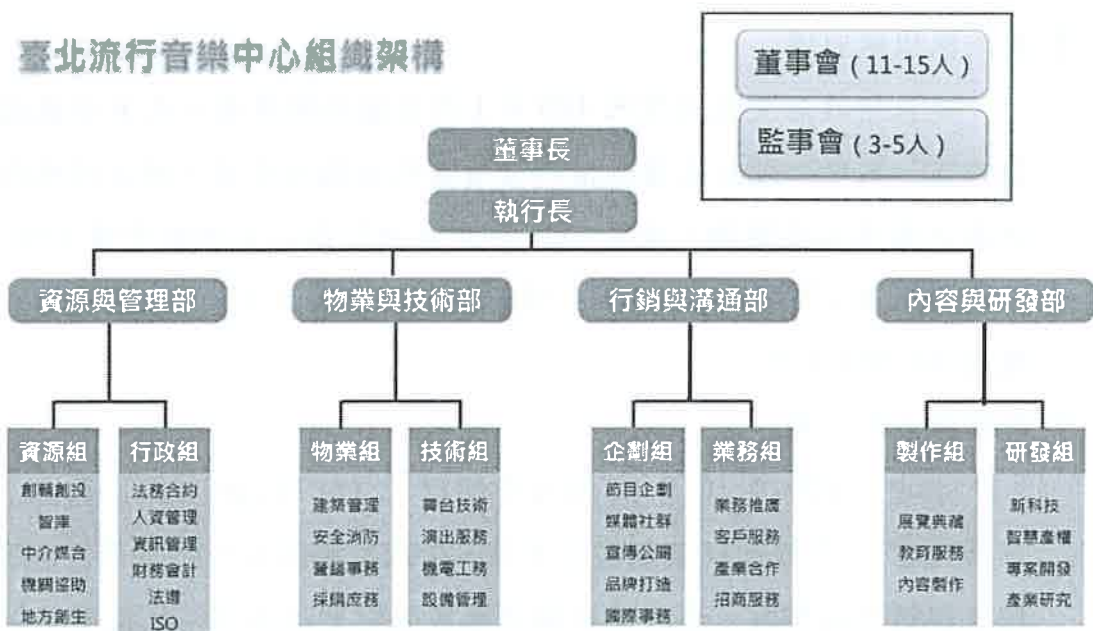 臺北流行音樂中心組織架構
董事會 ( 11-15人 )
監事會 ( 3-5人 )
董事長
執行長
資源與管理部
物業與技術部
行銷與溝通部
內容與研發部
資源組
創輔創投
智庫
中介媒合
機關協助
地方創生
行政組
法務合約
人資管理
資訊管理
財務會計
法遵
ISO
物業組
建築管理
安全消防
營繕事務
採購庶務
技術組
舞台技術
演出服務
機電工務
設備管理
企劃組
節目企劃
媒體社群
宣傳公關
品牌打造
國際事務
業務組
業務推廣
客戶服務
產業合作
招商服務
製作組
展覽典藏
教育服務
內容製作
研發組
新科技
智慧產權
專案開發
產業研究